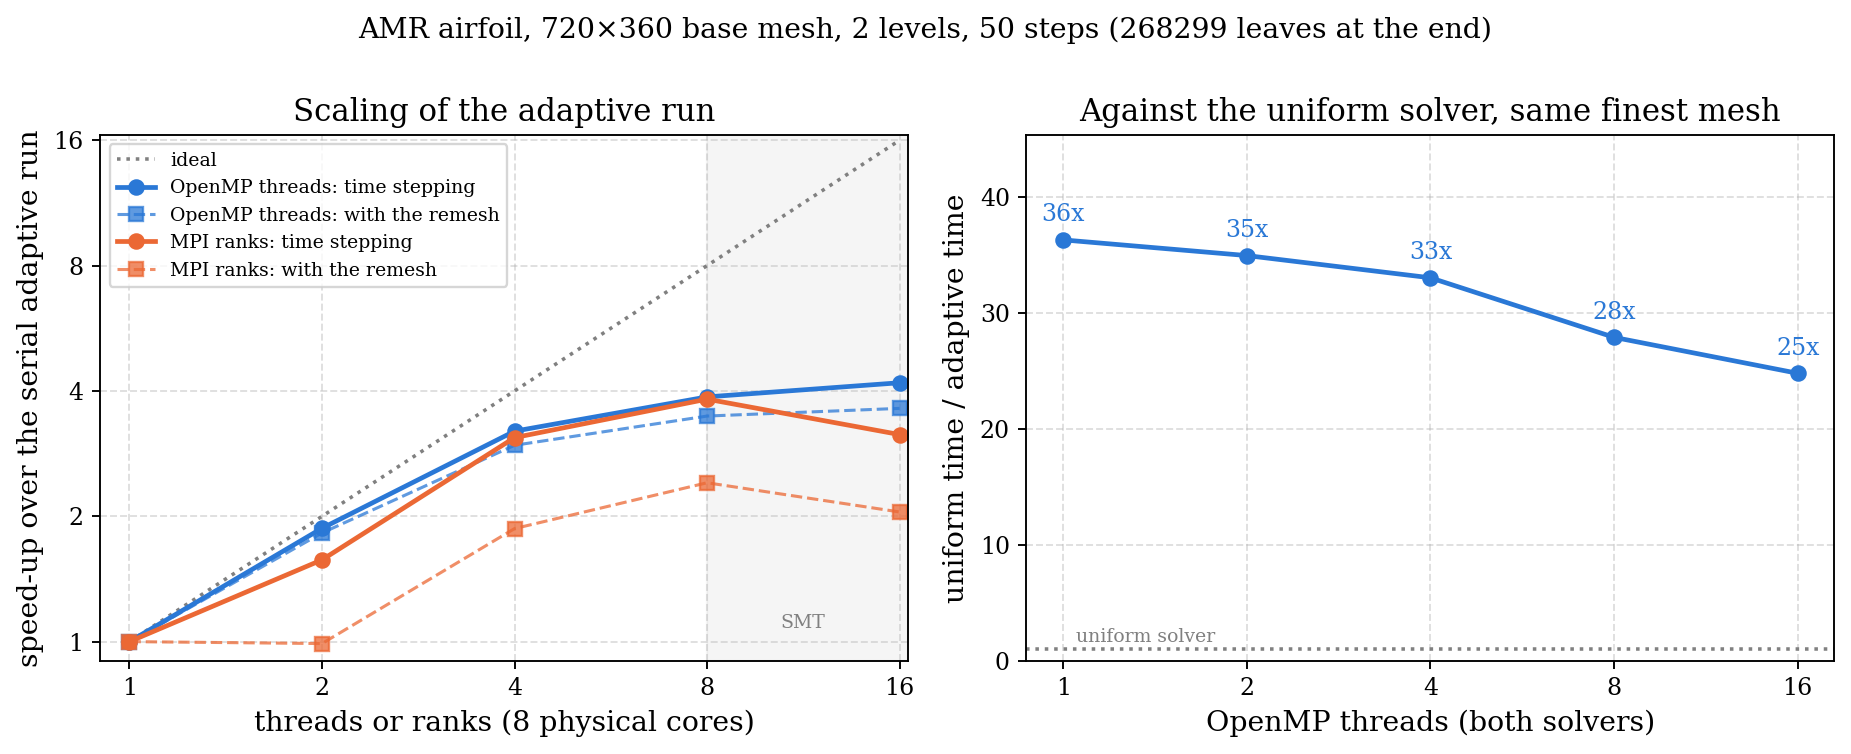 AMR airfoil, 720×360 base mesh, 2 levels, 50 steps (268299 leaves at the end)
Scaling of the adaptive run
speed-up over the serial adaptive run
16
8
4
2
1
ideal
OpenMP threads: time stepping
OpenMP threads: with the remesh
MPI ranks: time stepping
MPI ranks: with the remesh
SMT
1 2 4 8 16
threads or ranks (8 physical cores)
Against the uniform solver, same finest mesh
uniform time / adaptive time
40
30
20
10
0
36x
35x
33x
28x
25x
uniform solver
1 2 4 8 16
OpenMP threads (both solvers)